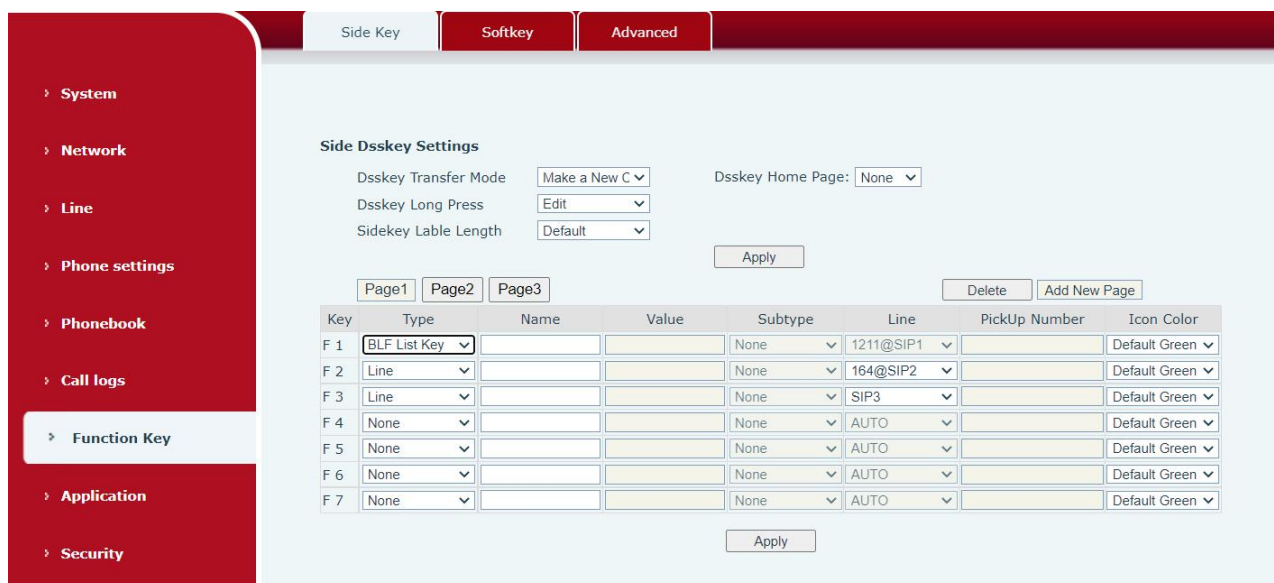 Side Key Softkey Advanced
System
Network
Line
Phone settings
Phonebook
Call logs
Function Key
Application
Security
Side Dsskey Settings
Dsskey Transfer Mode Make a New C Dsskey Home Page: None
Dsskey Long Press Edit
Sidekey Lable Length Default
Apply
Page1 Page2 Page3 Delete Add New Page
Key Type Name Value Subtype Line PickUp Number Icon Color
F 1 BLF List Key None 1211@SIP1 Default Green
F 2 Line None 164@SIP2 Default Green
F 3 Line None SIP3 Default Green
F 4 None None AUTO Default Green
F 5 None None AUTO Default Green
F 6 None None AUTO Default Green
F 7 None None AUTO Default Green
Apply